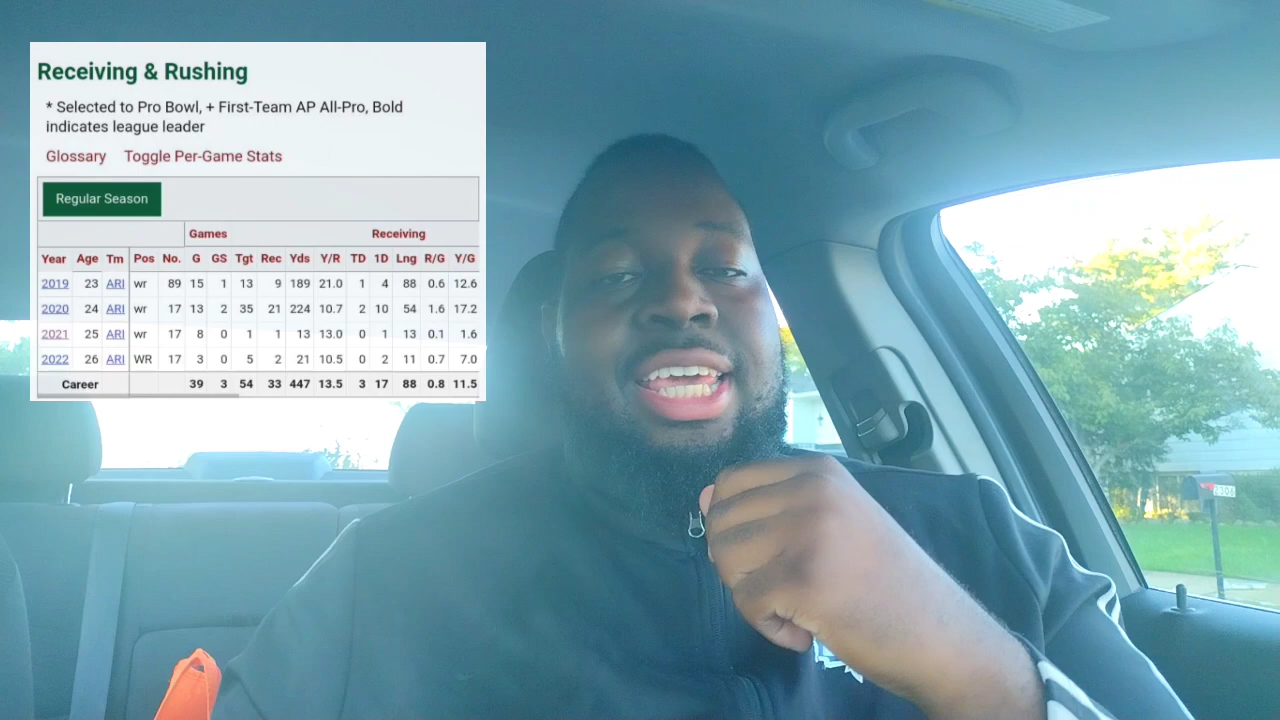 Receiving & Rushing
* Selected to Pro Bowl, + First-Team AP All-Pro, Bold
indicates league leader
Glossary Toggle Per-Game Stats
Regular Season
Games Receiving
Year Age Tm Pos No. G GS Tgt Rec Yds Y/R TD 1D Lng R/G Y/G
2019 23 ARI wr 89 15 1 13 9 189 21.0 1 4 88 0.6 12.6
2020 24 ARI wr 17 13 2 35 21 224 10.7 2 10 54 1.6 17.2
2021 25 ARI wr 17 8 0 1 1 13 13.0 0 1 13 0.1 1.6
2022 26 ARI WR 17 3 0 5 2 21 10.5 0 2 11 0.7 7.0
Career 39 3 54 33 447 13.5 3 17 88 0.8 11.5
2306